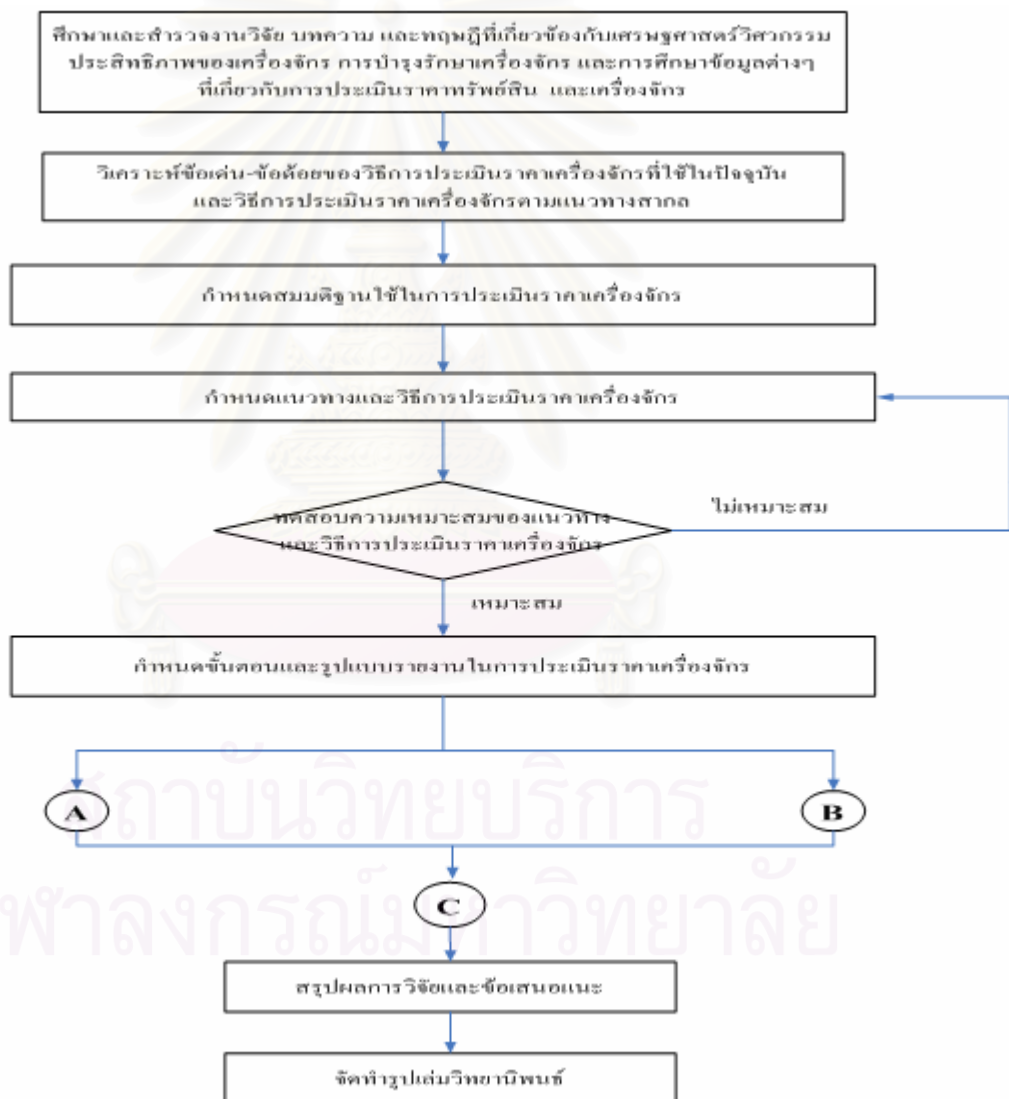 ศึกษาและสำรวจงานวิจัย บทความ และทฤษฎีที่เกี่ยวข้องกับเศรษฐศาสตร์วิศวกรรม
ประสิทธิภาพของเครื่องจักร การบำรุงรักษาเครื่องจักร และการศึกษาข้อมูลต่างๆ
ที่เกี่ยวกับการประเมินราคาทรัพย์สิน และเครื่องจักร
วิเคราะห์ข้อเด่น-ข้อด้อยของวิธีการประเมินราคาเครื่องจักรที่ใช้ในปัจจุบัน
และวิธีการประเมินราคาเครื่องจักรตามแนวทางสากล
กำหนดสมมติฐานใช้ในการประเมินราคาเครื่องจักร
กำหนดแนวทางและวิธีการประเมินราคาเครื่องจักร
ทดสอบความเหมาะสมของแนวทาง
และวิธีการประเมินราคาเครื่องจักร
ไม่เหมาะสม
เหมาะสม
กำหนดขั้นตอนและรูปแบบรายงานในการประเมินราคาเครื่องจักร
A
B
สถาบันวิทยบริการ
C
ฬาลงกรณ์มหาวิทยาลัย
สรุปผลการวิจัยและข้อเสนอแนะ
จัดทำรูปเล่มวิทยานิพนธ์